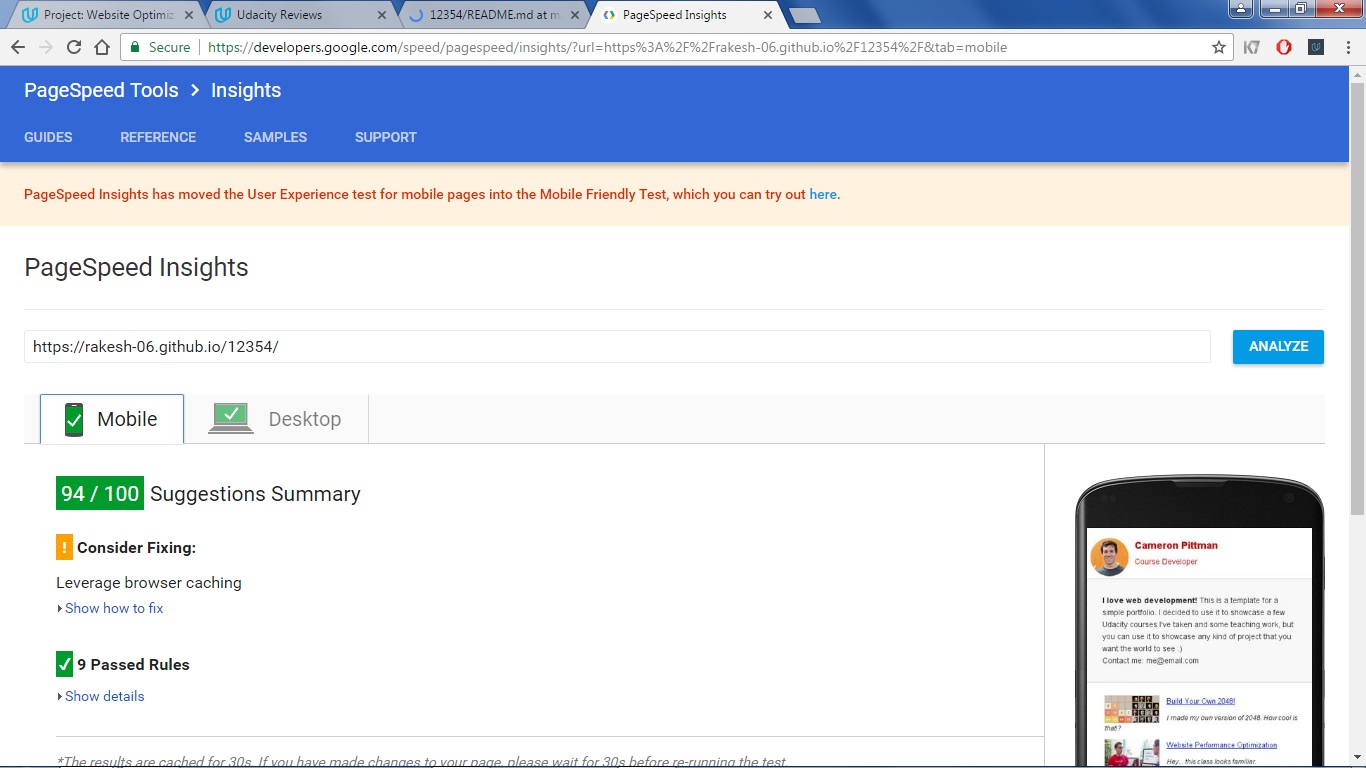 Project: Website Optimiz
Udacity Reviews
12354/README.md at m
PageSpeed Insights
Secure
https://developers.google.com/speed/pagespeed/insights/?url=https%3A%2F%2Frakesh-06.github.io%2F12354%2F&tab=mobile
K7
PageSpeed Tools > Insights
GUIDES REFERENCE SAMPLES SUPPORT
PageSpeed Insights has moved the User Experience test for mobile pages into the Mobile Friendly Test, which you can try out here.
PageSpeed Insights
https://rakesh-06.github.io/12354/
ANALYZE
Mobile
Desktop
94 / 100 Suggestions Summary
! Consider Fixing:
Leverage browser caching
Show how to fix
9 Passed Rules
Show details
*The results are cached for 30s. If you have made changes to your page, please wait for 30s before re-running the test.
Cameron Pittman
Course Developer
I love web development! This is a template for a
simple portfolio. I decided to use it to showcase a few
Udacity courses I've taken and some teaching work, but
you can use it to showcase any kind of project that you
want the world to see :)
Contact me: me@email.com
Build Your Own 2048!
I made my own version of 2048. How cool is
that?
Website Performance Optimization
Hey.. this class looks familiar.